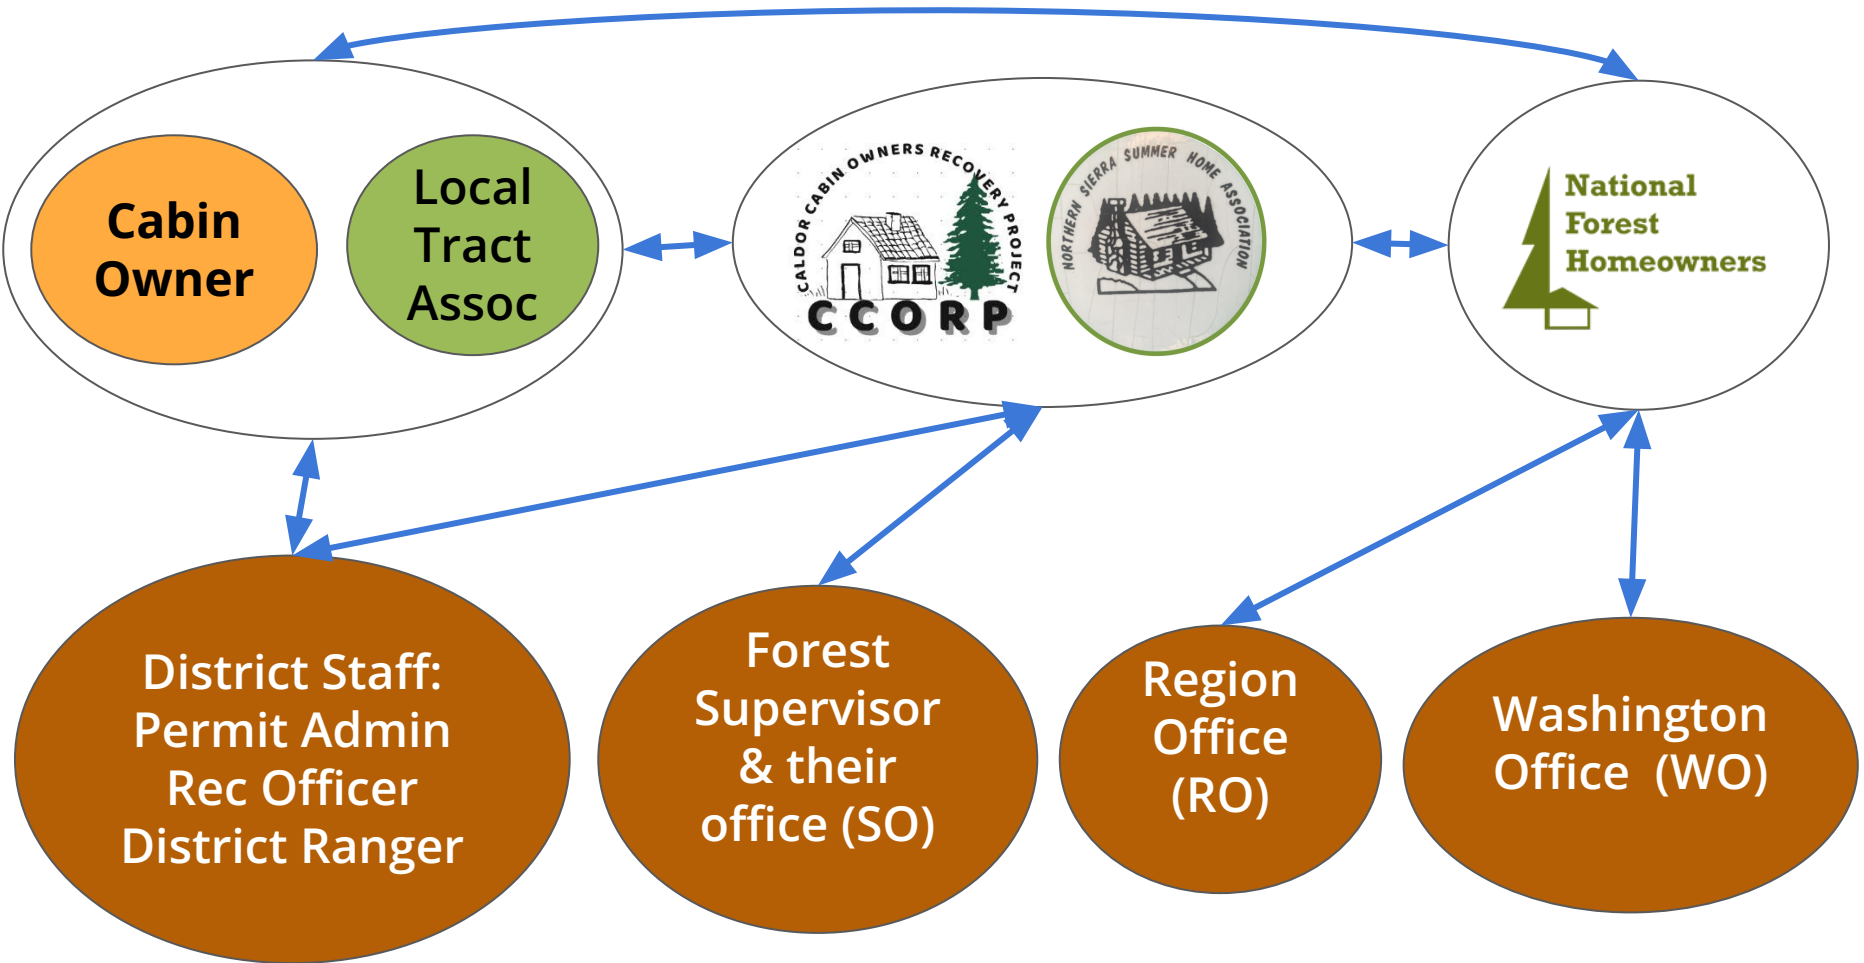 Cabin
Owner
Local
Tract
Assoc
CALDOR CABIN OWNERS RECOVERY PROJECT
CCORP
NORTHERN SIERRA SUMMER HOME ASSOCIATION
National
Forest
Homeowners
District Staff:
Permit Admin
Rec Officer
District Ranger
Forest
Supervisor
& their
office (SO)
Region
Office
(RO)
Washington
Office (WO)